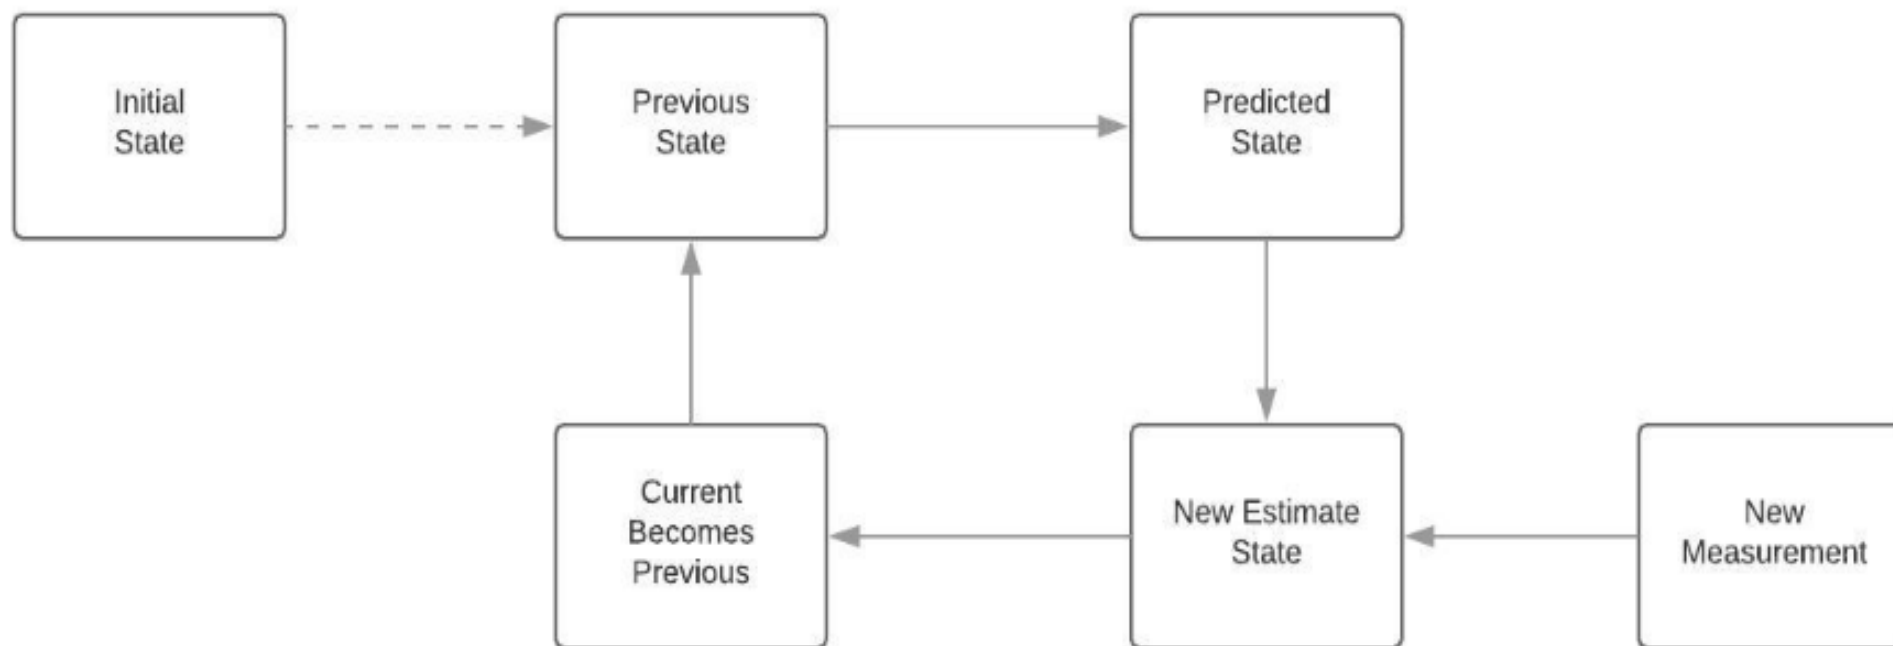 Initial
State
Previous
State
Predicted
State
Current
Becomes
Previous
New Estimate
State
New
Measurement